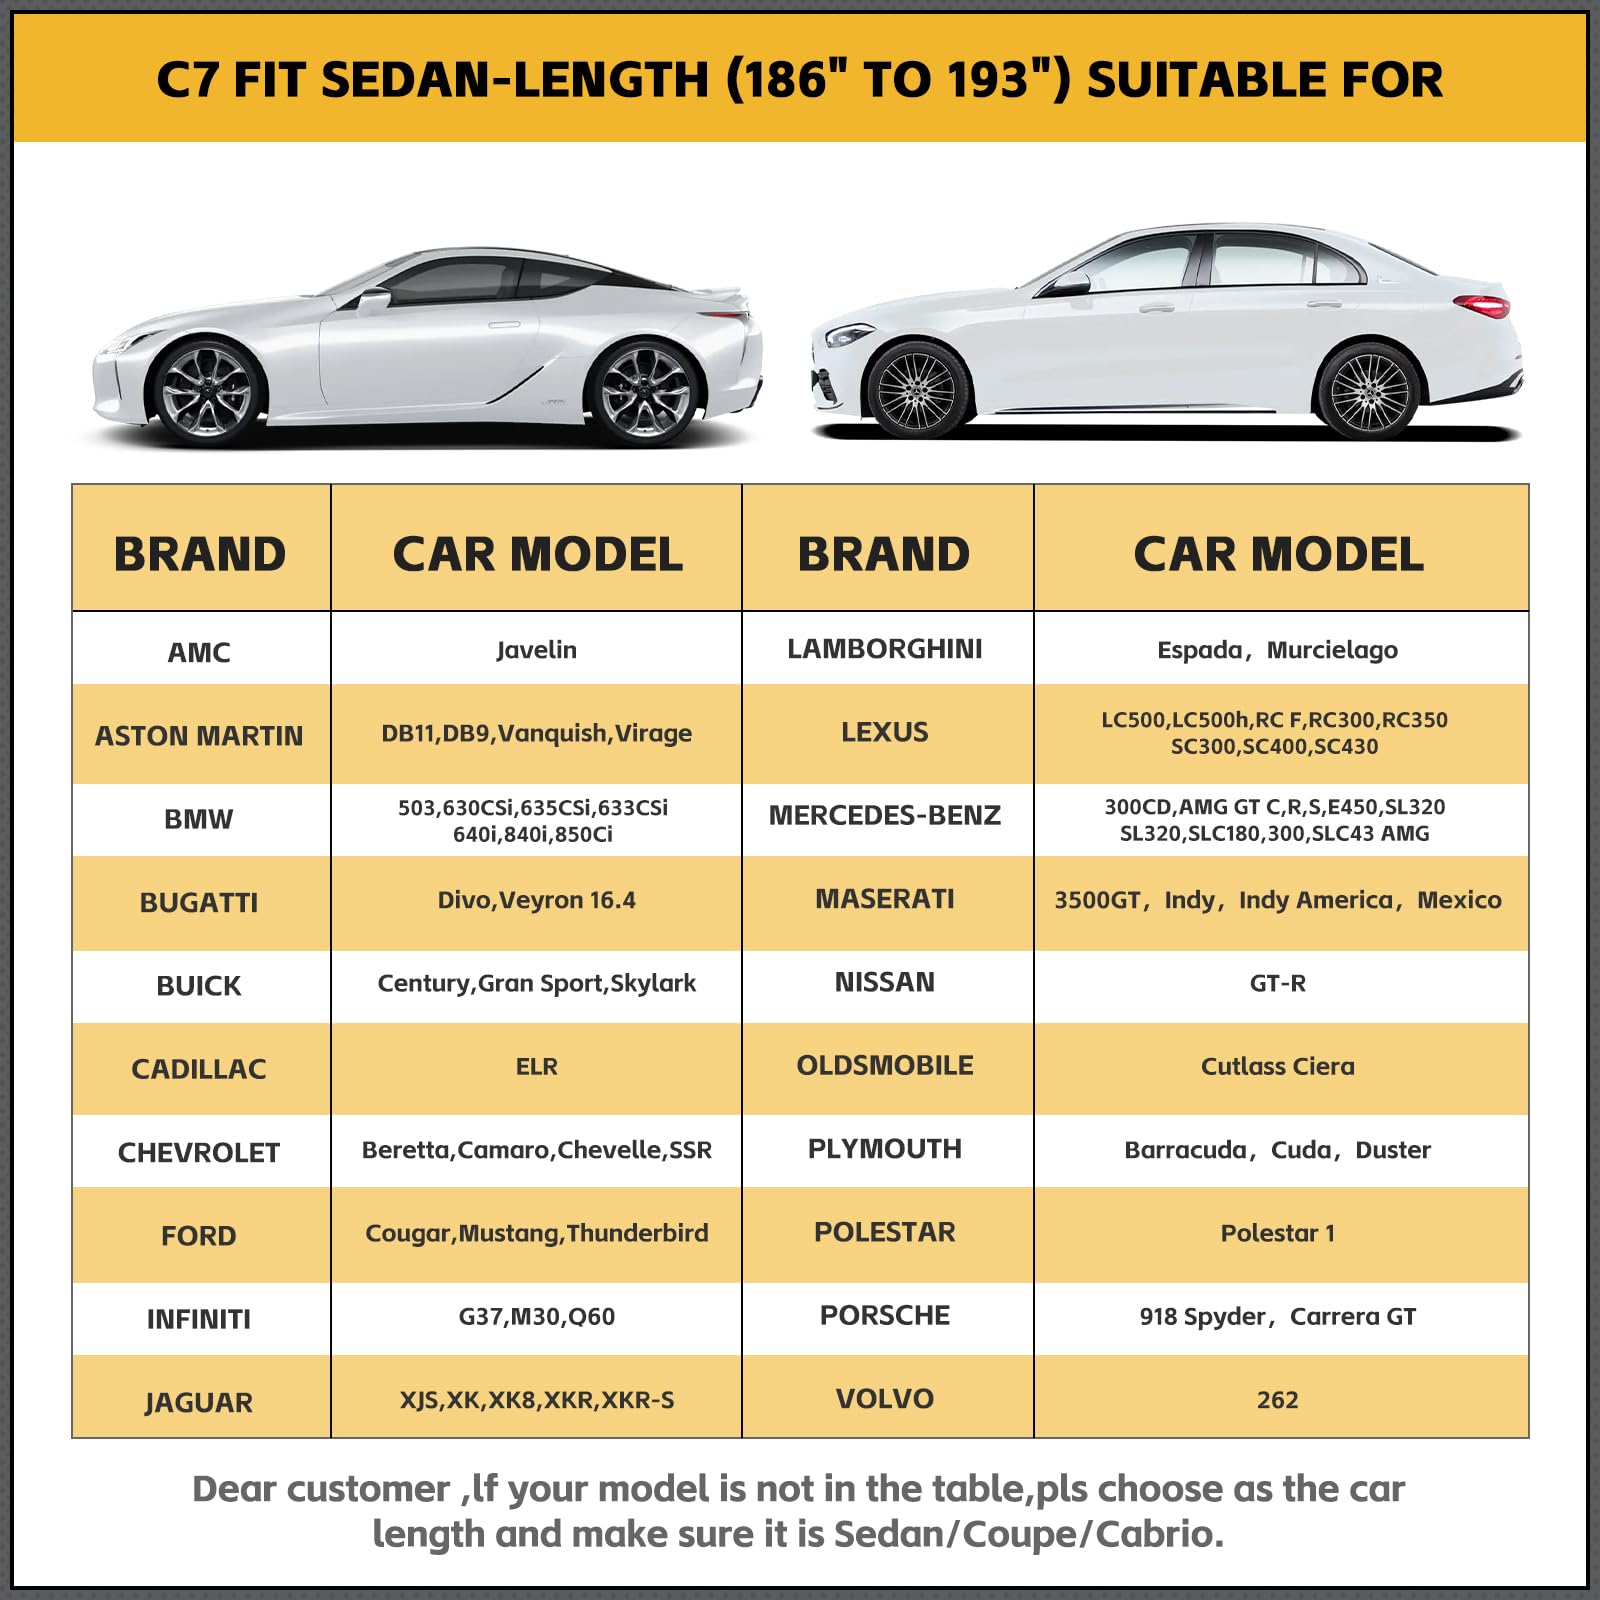 C7 FIT SEDAN-LENGTH (186" TO 193") SUITABLE FOR
BRAND CAR MODEL BRAND CAR MODEL
AMC Javelin LAMBORGHINI Espada, Murcielago
ASTON MARTIN DB11,DB9,Vanquish,Virage LEXUS LC500,LC500h,RC F,RC300,RC350
SC300,SC400,SC430
BMW 503,630CSi,635CSi,633CSi
640i,840i,850Ci
MERCEDES-BENZ 300CD,AMG GT C,R,S,E450,SL320
SL320,SLC180,300,SLC43 AMG
BUGATTI Divo,Veyron 16.4 MASERATI 3500GT, Indy, Indy America, Mexico
BUICK Century,Gran Sport,Skylark NISSAN GT-R
CADILLAC ELR OLDSMOBILE Cutlass Ciera
CHEVROLET Beretta,Camaro,Chevelle,SSR PLYMOUTH Barracuda, Cuda, Duster
FORD Cougar,Mustang,Thunderbird POLESTAR Polestar 1
INFINITI G37,M30,Q60 PORSCHE 918 Spyder, Carrera GT
JAGUAR XJS,XK,XK8,XKR,XKR-S VOLVO 262
Dear customer ,lf your model is not in the table,pls choose as the car
length and make sure it is Sedan/Coupe/Cabrio.